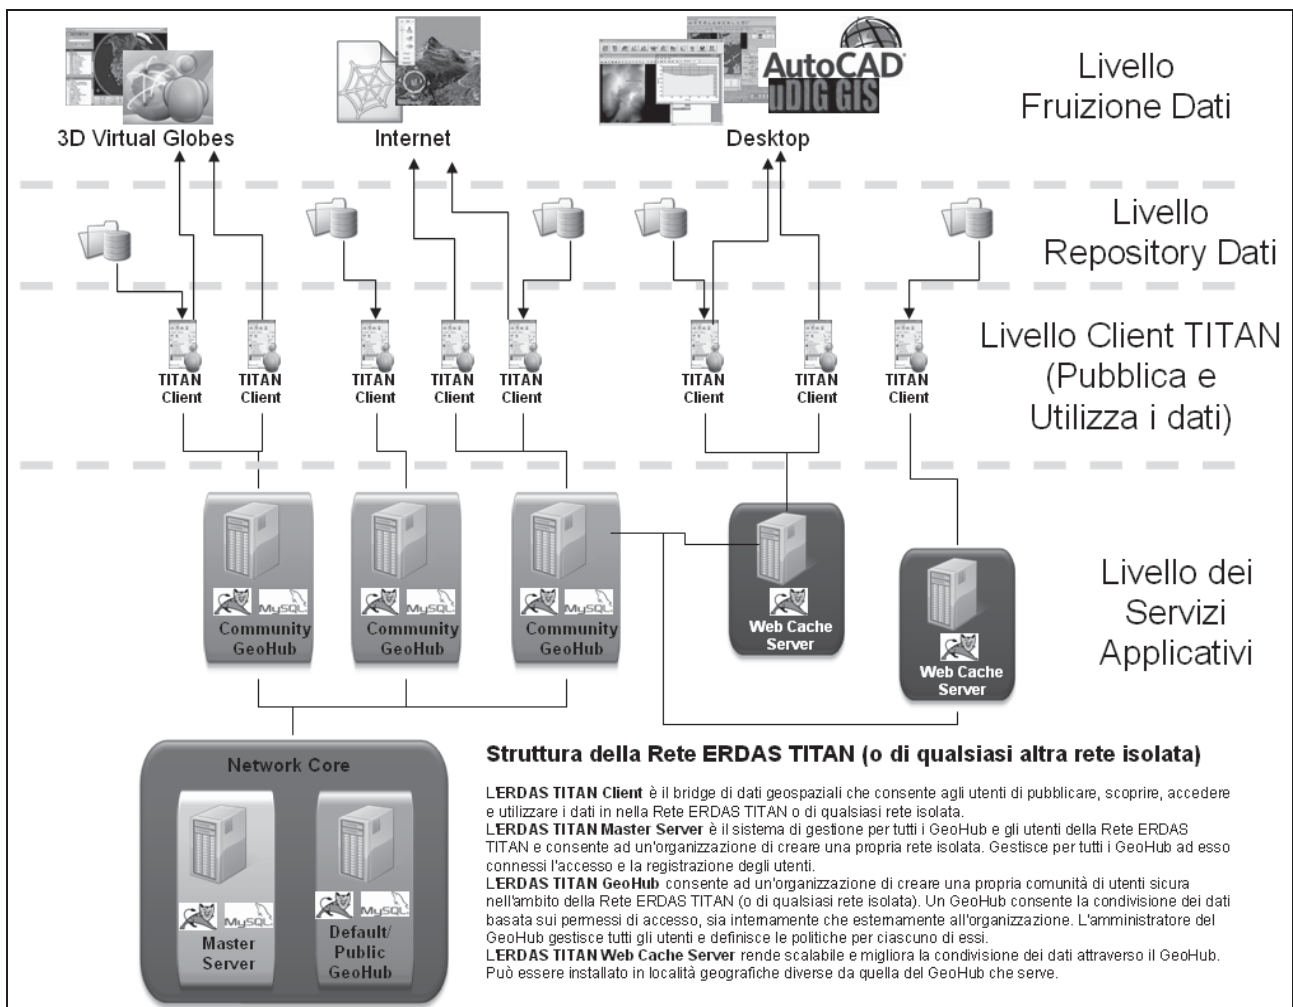 Livello
Fruizione Dati
AutoCAD
uDIG GIS
3D Virtual Globes
Internet
Desktop
Livello
Repository Dati
Livello Client TITAN
(Pubblica e
Utilizza i dati)
TITAN
Client
TITAN
Client
TITAN
Client
TITAN
Client
TITAN
Client
TITAN
Client
TITAN
Client
TITAN
Client
Livello dei
Servizi
Applicativi
MySQL
Community
GeoHub
MySQL
Community
GeoHub
MySQL
Community
GeoHub
Web Cache
Server
Web Cache
Server
Network Core
MySQL
Master
Server
MySQL
Default/
Public
GeoHub
Struttura della Rete ERDAS TITAN (o di qualsiasi altra rete isolata)
L'ERDAS TITAN Client è il bridge di dati geospaziali che consente agli utenti di pubblicare, scoprire, accedere
e utilizzare i dati in nella Rete ERDAS TITAN o di qualsiasi rete isolata.
L'ERDAS TITAN Master Server è il sistema di gestione per tutti i GeoHub e gli utenti della Rete ERDAS
TITAN e consente ad un'organizzazione di creare una propria rete isolata. Gestisce per tutti i GeoHub ad esso
connessi l'accesso e la registrazione degli utenti.
L'ERDAS TITAN GeoHub consente ad un'organizzazione di creare una propria comunità di utenti sicura
nell'ambito della Rete ERDAS TITAN (o di qualsiasi rete isolata). Un GeoHub consente la condivisione dei dati
basata sui permessi di accesso, sia internamente che esternamente all'organizzazione. L'amministratore del
GeoHub gestisce tutti gli utenti e definisce le politiche per ciascuno di essi.
L'ERDAS TITAN Web Cache Server rende scalabile e migliora la condivisione dei dati attraverso il GeoHub.
Può essere installato in località geografiche diverse da quella del GeoHub che serve.